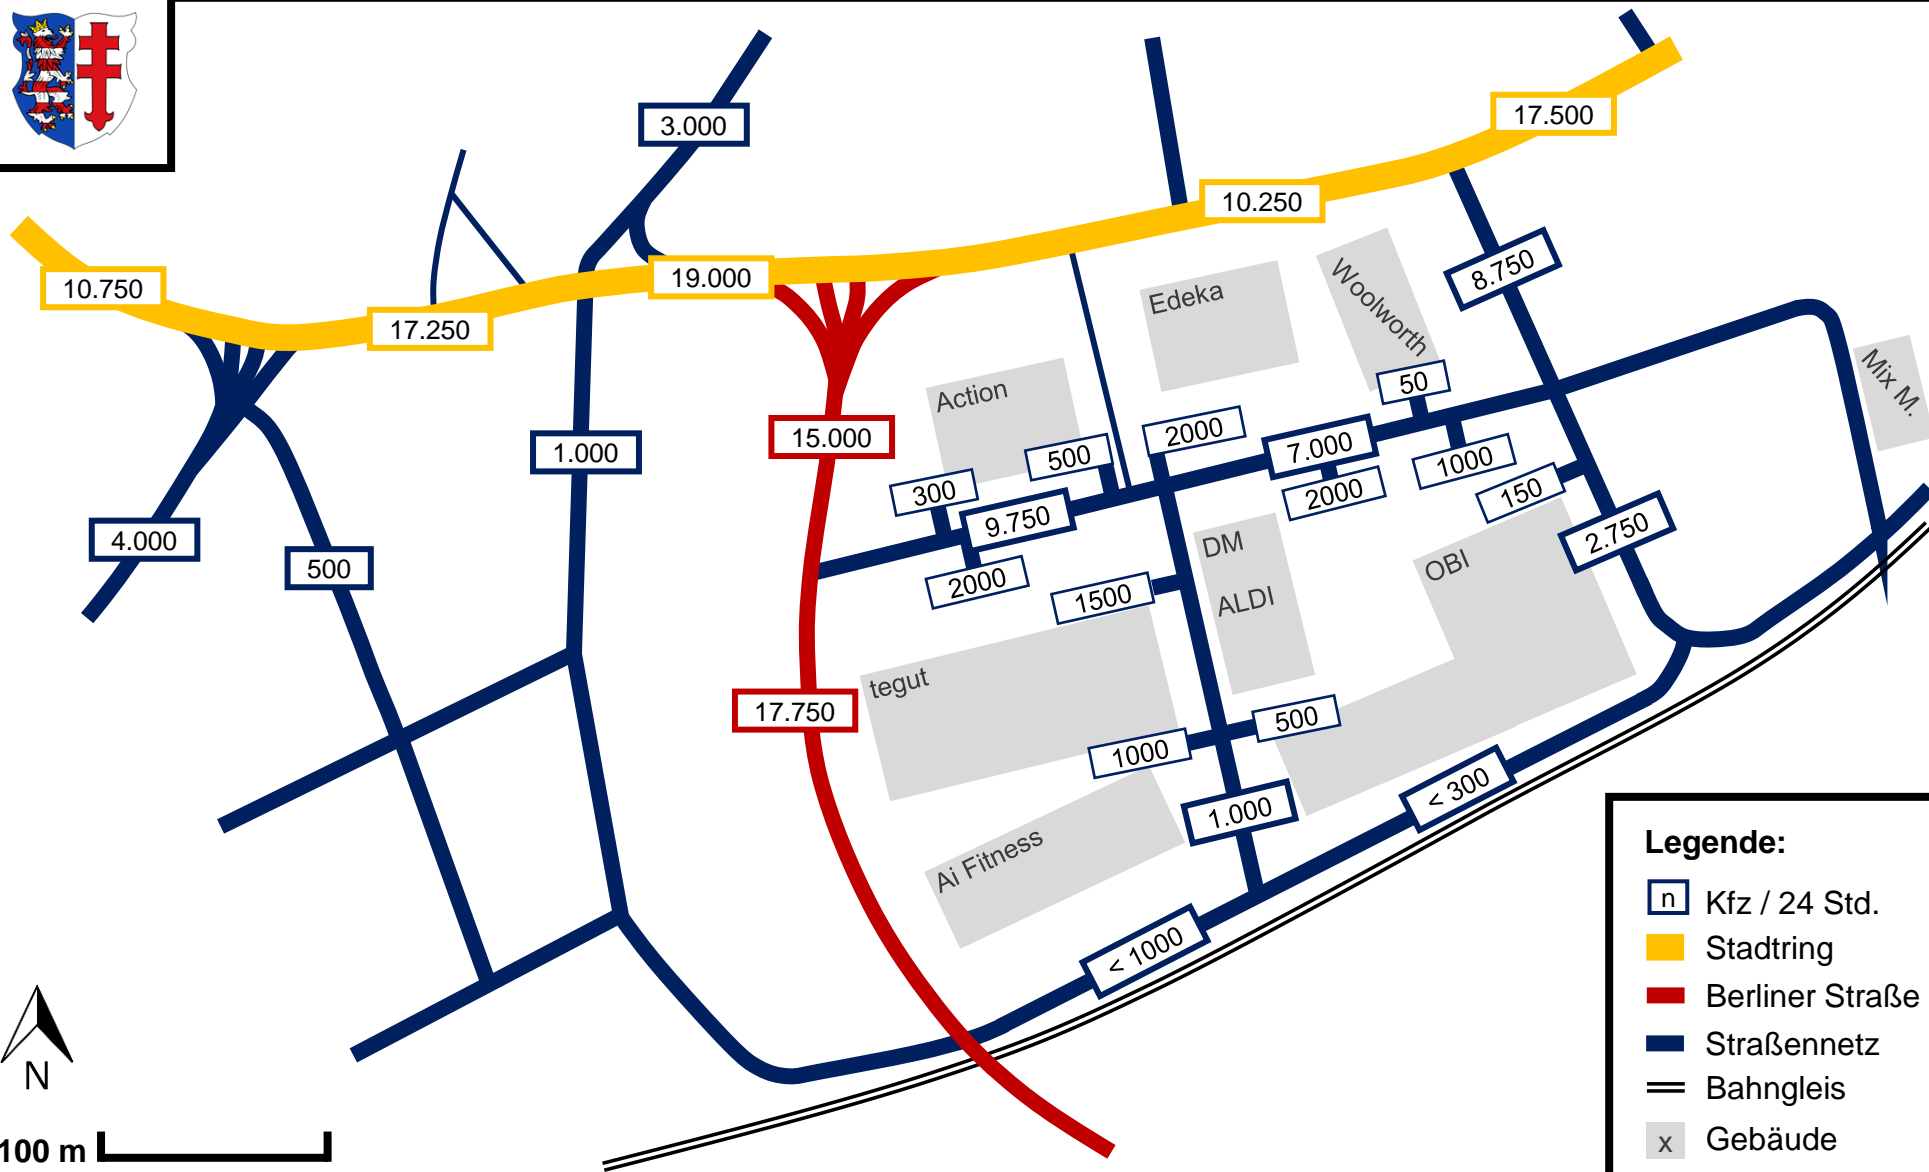 3.000
17.500
10.250
10.750
19.000
17.250
8.750
Edeka
Woolworth
Mix M.
Action
50
2000
15.000
1.000
7.000
500
1000
300
2000
150
9.750
2.750
4.000
500
DM
OBI
2000
1500
ALDI
tegut
17.750
500
1000
< 300
1.000
Ai Fitness
< 1000
Legende:
n Kfz / 24 Std.
Stadtring
Berliner Straße
Straßennetz
Bahngleis
x Gebäude
N
100 m